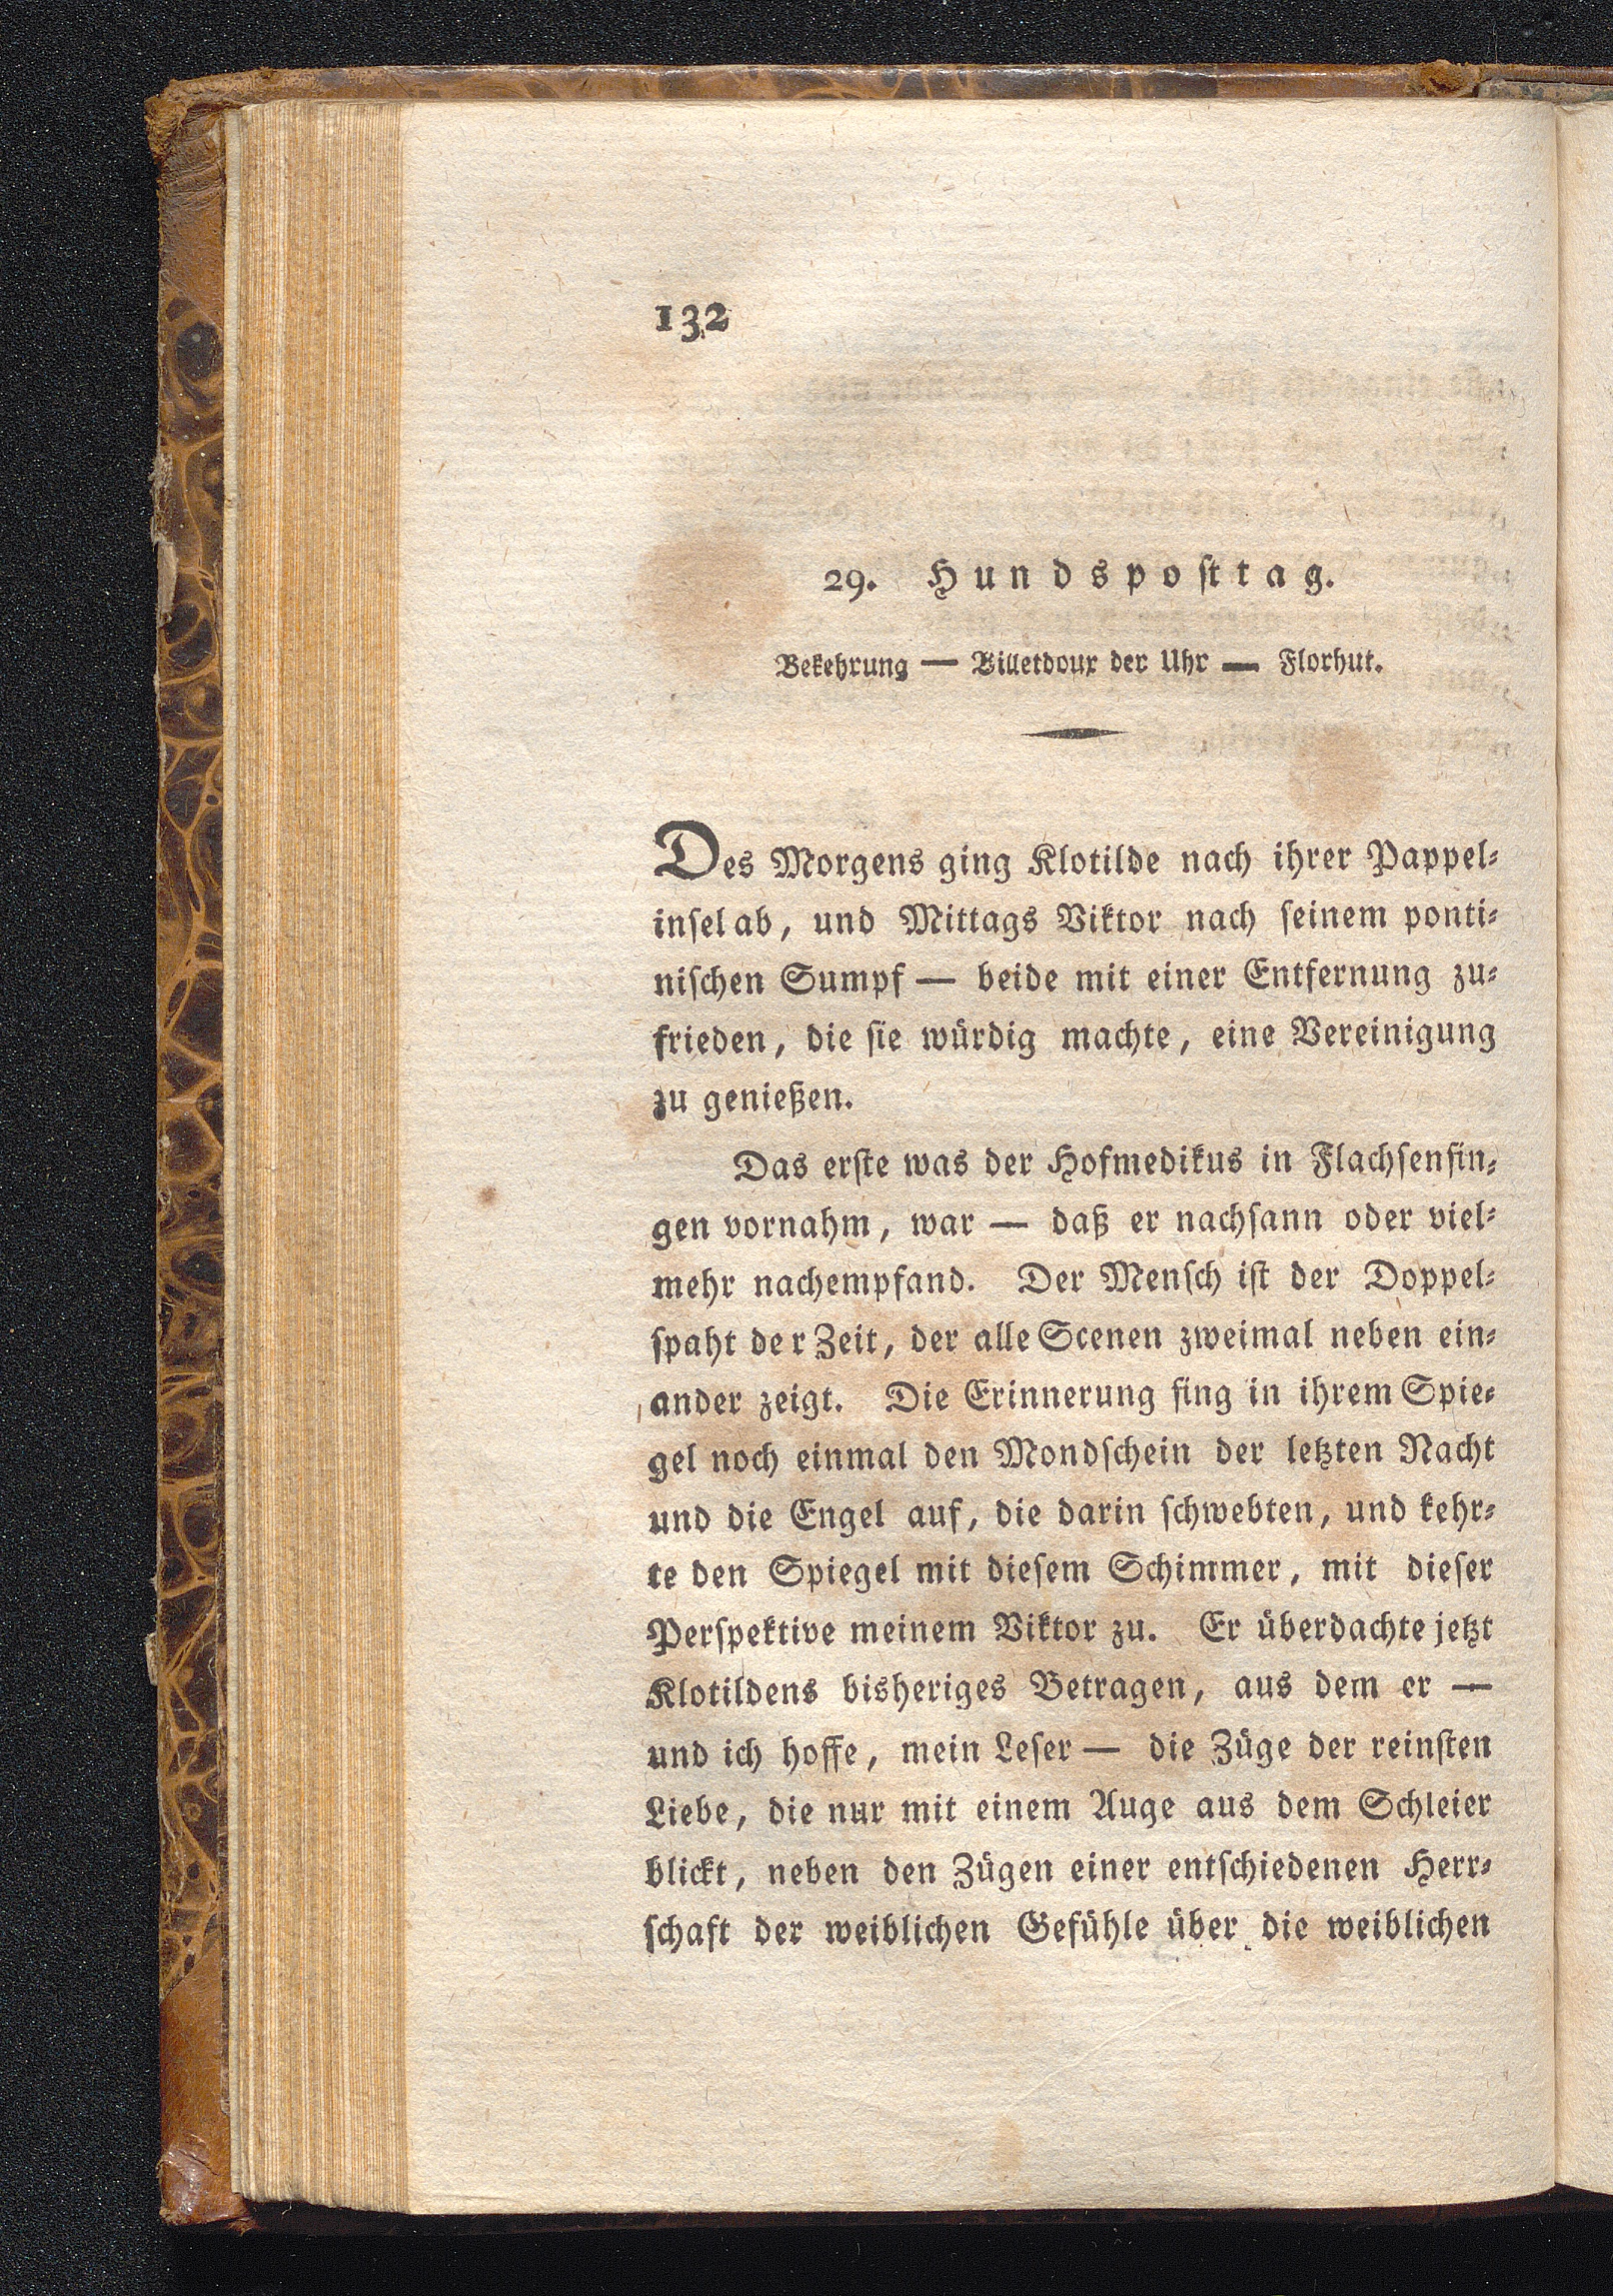 132
29. Hundsposttag.
Bekehrung — Billetdoux der Uhr — Florhut.
Des Morgens ging Klotilde nach ihrer Pappel-
insel ab, und Mittags Viktor nach seinem ponti-
nischen Sumpf — beide mit einer Entfernung zu-
frieden, die sie würdig machte, eine Vereinigung
zu genießen.
Das erste was der Hofmedikus in Flachsenfin-
gen vornahm, war — daß er nachsann oder viel-
mehr nachempfand. Der Mensch ist der Doppel-
spaht der Zeit, der alle Scenen zweimal neben ein-
ander zeigt. Die Erinnerung fing in ihrem Spie-
gel noch einmal den Mondschein der letzten Nacht
und die Engel auf, die darin schwebten, und kehr-
te den Spiegel mit diesem Schimmer, mit dieser
Perspektive meinem Viktor zu. Er überdachte jetzt
Klotildens bisheriges Betragen, aus dem er —
und ich hoffe, mein Leser — die Züge der reinsten
Liebe, die nur mit einem Auge aus dem Schleier
blickt, neben den Zügen einer entschiedenen Herr-
schaft der weiblichen Gefühle über die weiblichen